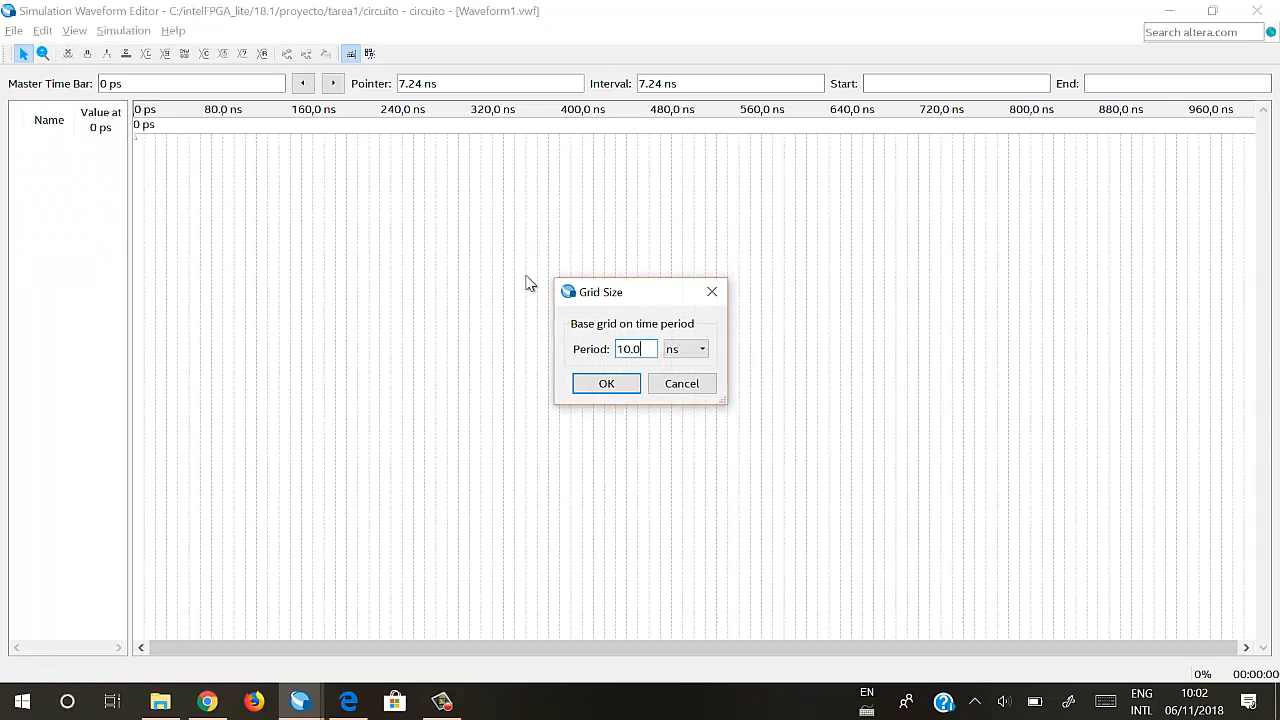 Simulation Waveform Editor - C:/intelFPGA_lite/18.1/proyecto/tarea1/circuito - circuito - [Waveform1.vwf]
File Edit View Simulation Help
Search altera.com
Master Time Bar: 0 ps Pointer: 7.24 ns Interval: 7.24 ns Start: End:
Name Value at 0 ps
0 ps 80,0 ns 160,0 ns 240,0 ns 320,0 ns 400,0 ns 480,0 ns 560,0 ns 640,0 ns 720,0 ns 800,0 ns 880,0 ns 960,0 ns
0 ps
Grid Size
Base grid on time period
Period: 10.0 ns
OK Cancel
0% 00:00:00
EN
ENG 10:02
INTL 06/11/2018